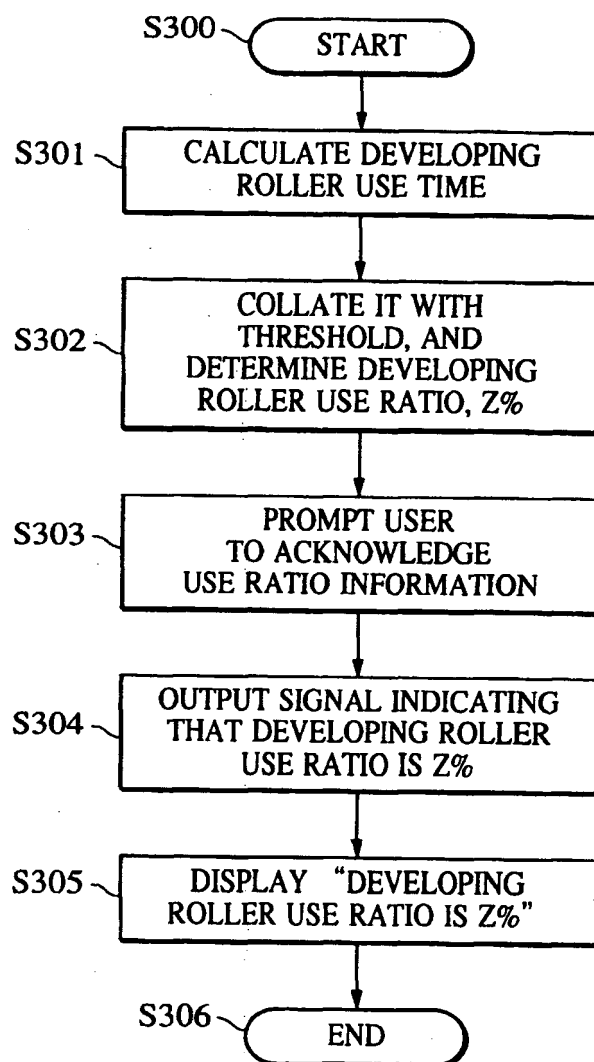 S300
START
S301
CALCULATE DEVELOPING
ROLLER USE TIME
S302
COLLATE IT WITH
THRESHOLD, AND
DETERMINE DEVELOPING
ROLLER USE RATIO, Z%
S303
PROMPT USER
TO ACKNOWLEDGE
USE RATIO INFORMATION
S304
OUTPUT SIGNAL INDICATING
THAT DEVELOPING ROLLER
USE RATIO IS Z%
S305
DISPLAY “DEVELOPING
ROLLER USE RATIO IS Z%”
S306
END